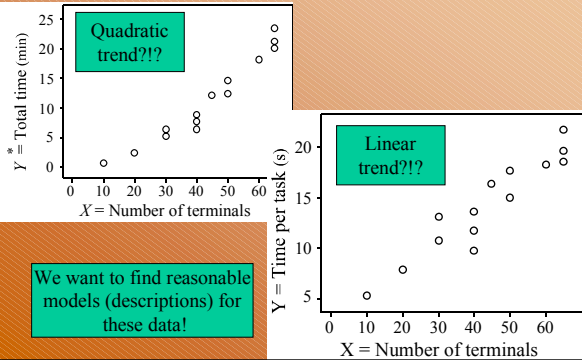 Quadratic
trend?!?
Y* = Total time (min)
25
20
15
10
5
0
0 10 20 30 40 50 60
X = Number of terminals
Linear
trend?!?
Y = Time per task (s)
20
15
10
5
0 10 20 30 40 50 60
X = Number of terminals
We want to find reasonable
models (descriptions) for
these data!